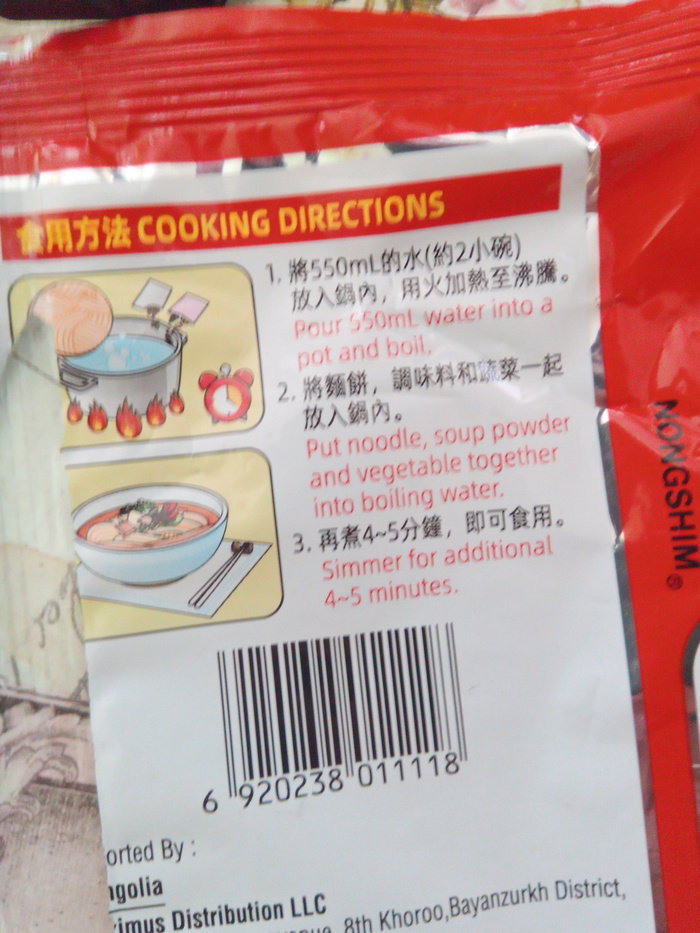 食用方法 COOKING DIRECTIONS
1. 將550mL的水(約2小碗)
放入鍋內，用火加熱至沸騰。
Pour 550mL water into a
pot and boil.
2. 將麵餅，調味料和蔬菜一起
放入鍋內。
Put noodle, soup powder
and vegetable together
into boiling water.
3. 再煮4~5分鐘，即可食用。
Simmer for additional
4~5 minutes.
NONGSHIM®
6 920238 011118
orted By :
ngolia
imus Distribution LLC
8th Khoroo, Bayanzurkh District,